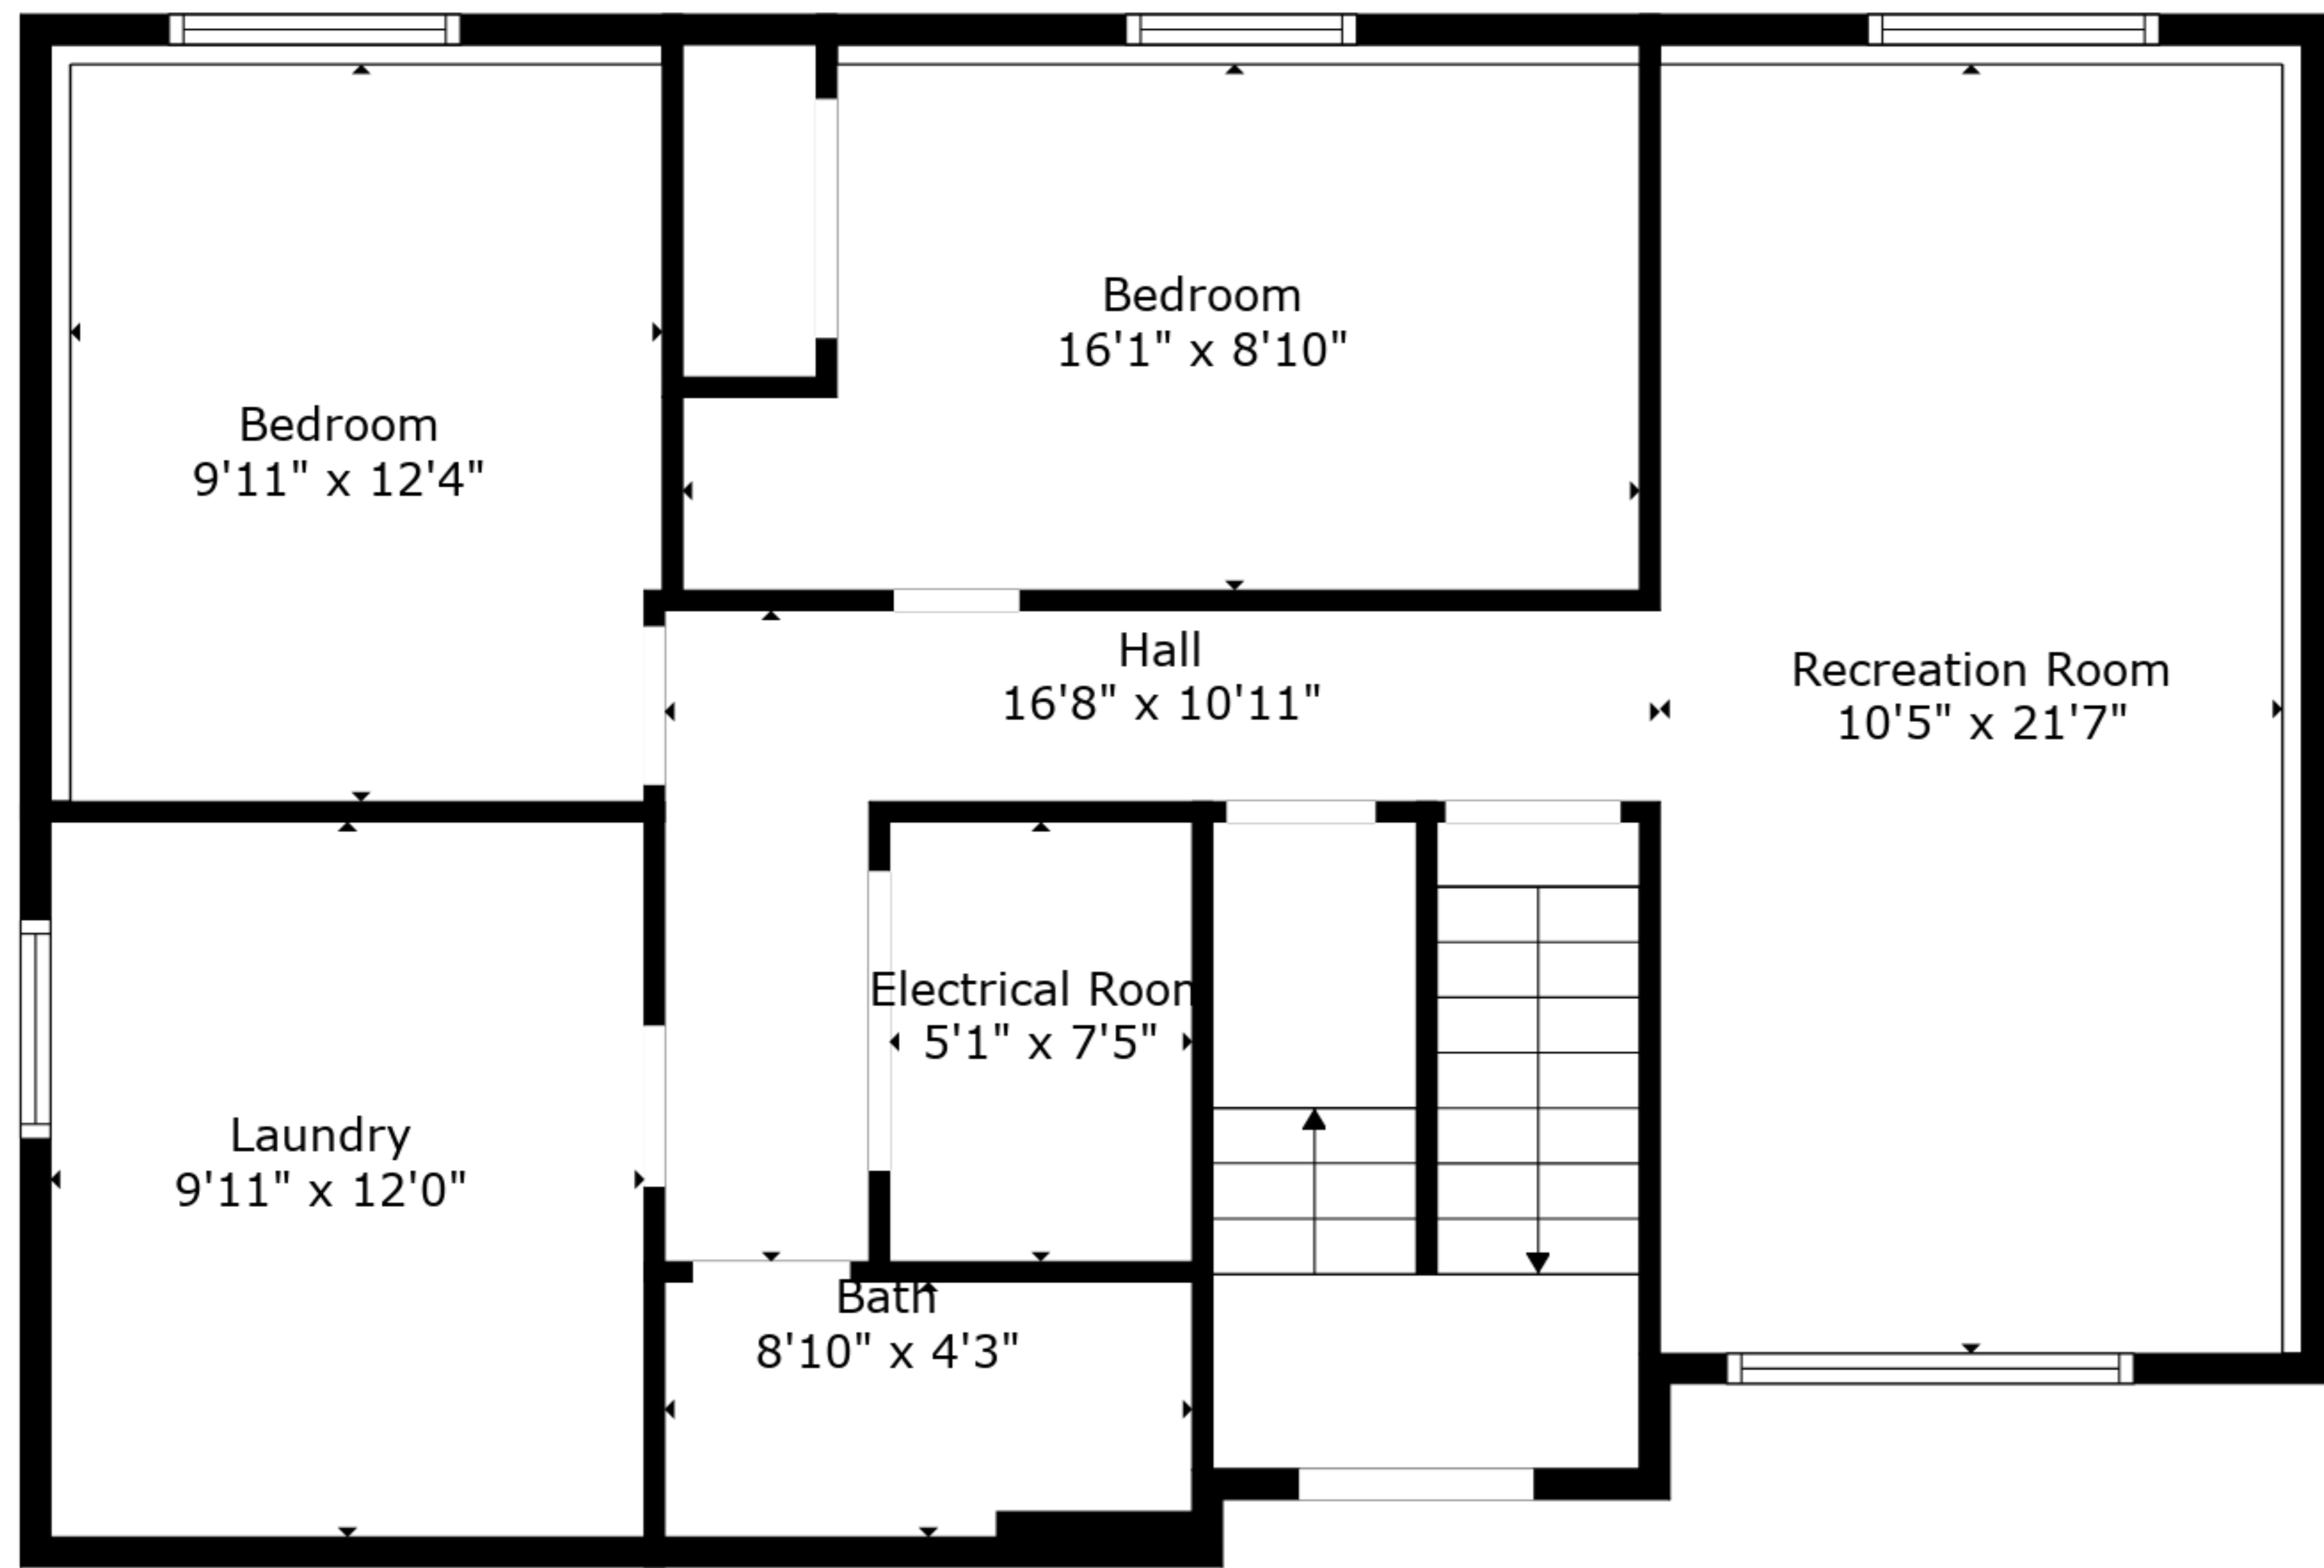 Bedroom
16'1" x 8'10"
Bedroom
9'11" x 12'4"
Hall
16'8" x 10'11"
Recreation Room
10'5" x 21'7"
Electrical Room
5'1" x 7'5"
Laundry
9'11" x 12'0"
Bath
8'10" x 4'3"